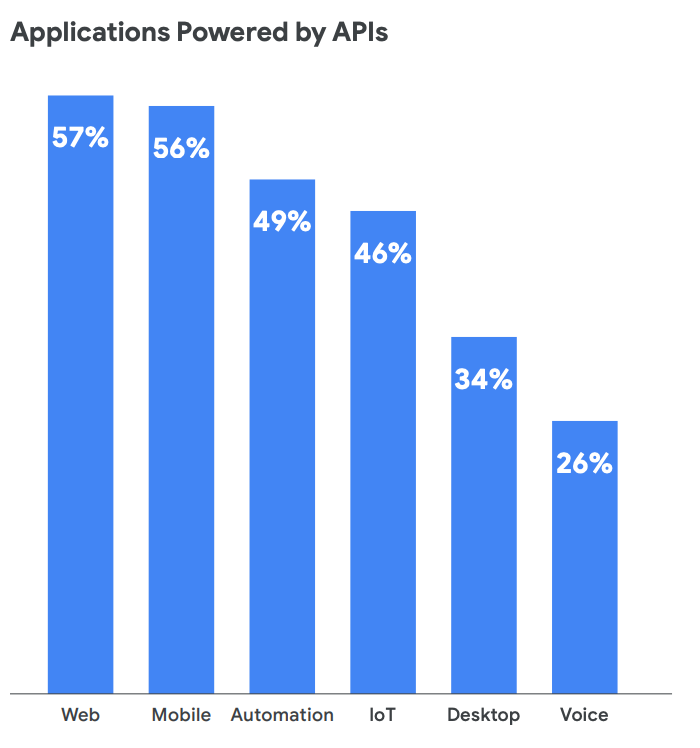 Applications Powered by APIs
57%
56%
49%
46%
34%
26%
Web
Mobile
Automation
IoT
Desktop
Voice